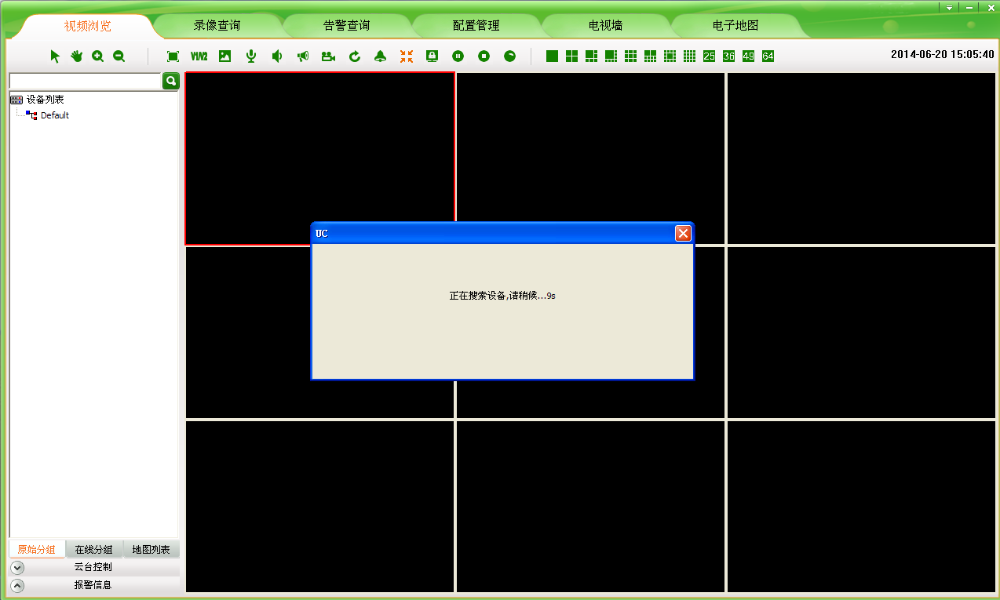 视频浏览 录像查询 告警查询 配置管理 电视墙 电子地图
VIW2 25 36 49 64 2014-06-20 15:05:40
设备列表
Default
UC
正在搜索设备,请稍候...9s
原始分组 在线分组 地图列表
云台控制
报警信息